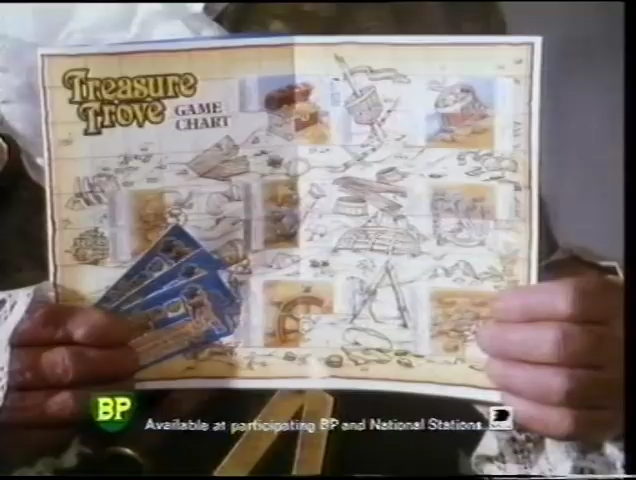 Treasure
Trove
GAME
CHART
BP
Available at participating BP and National Stations.